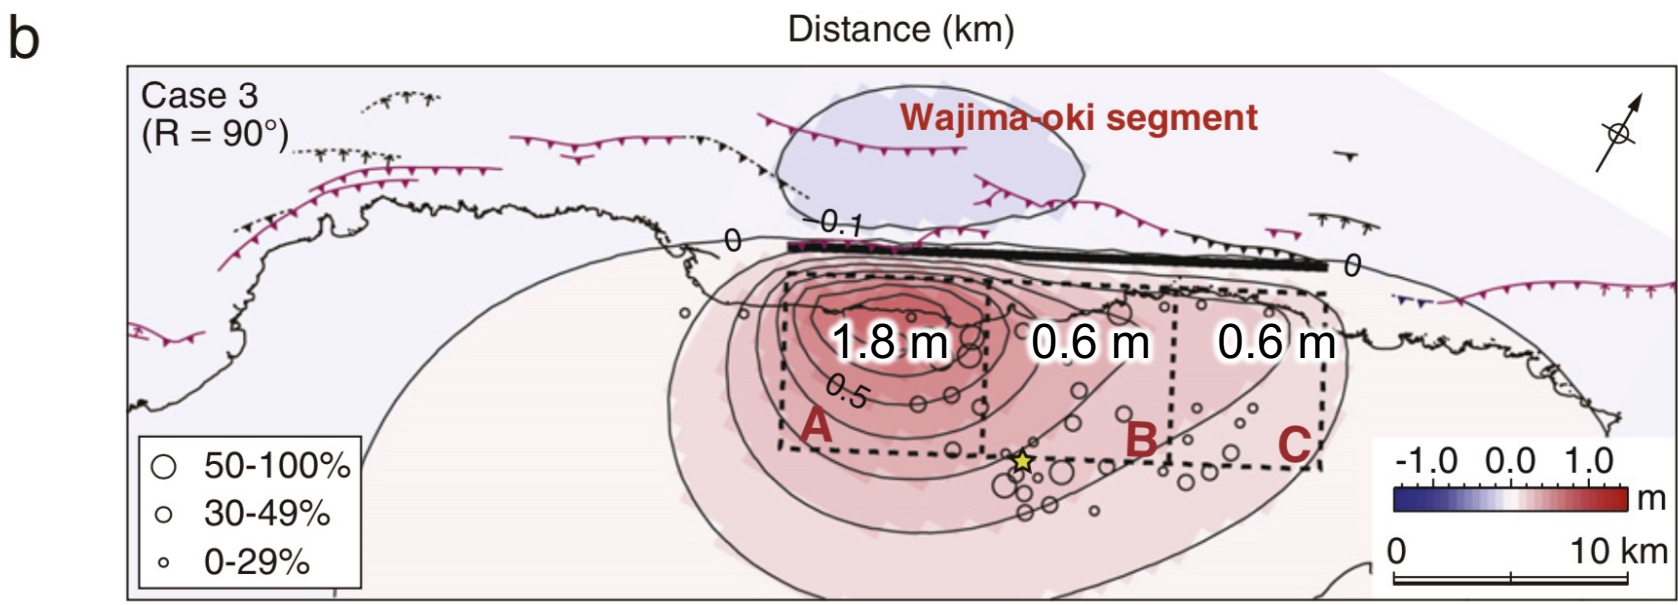 b
Distance (km)
Case 3
(R = 90°)
Wajima-oki segment
−0.1
0
0
1.8 m
0.6 m
0.6 m
0.5
A
B
C
50-100%
30-49%
0-29%
-1.0 0.0 1.0
m
0 10 km